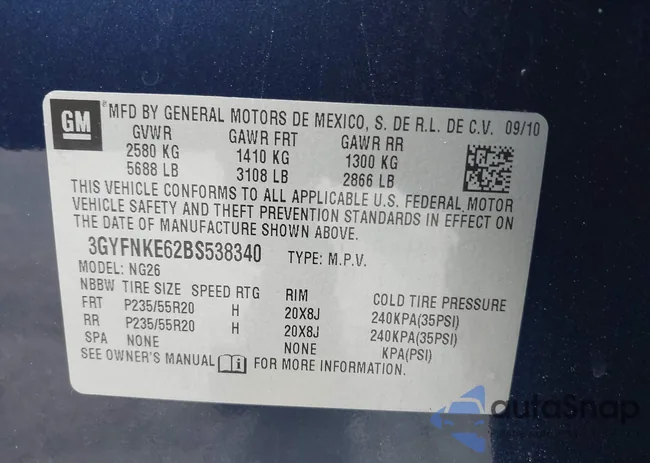 GM
MFD BY GENERAL MOTORS DE MEXICO, S. DE R.L. DE C.V. 09/10
GVWR GAWR FRT GAWR RR
2580 KG 1410 KG 1300 KG
5688 LB 3108 LB 2866 LB
THIS VEHICLE CONFORMS TO ALL APPLICABLE U.S. FEDERAL MOTOR
VEHICLE SAFETY AND THEFT PREVENTION STANDARDS IN EFFECT ON
THE DATE OF MANUFACTURE SHOWN ABOVE.
3GYFNKE62BS538340 TYPE: M.P.V.
MODEL: NG26
NBBW TIRE SIZE SPEED RTG RIM COLD TIRE PRESSURE
FRT P235/55R20 H 20X8J 240KPA(35PSI)
RR P235/55R20 H 20X8J 240KPA(35PSI)
SPA NONE NONE KPA(PSI)
SEE OWNER'S MANUAL i FOR MORE INFORMATION.
autoSnap